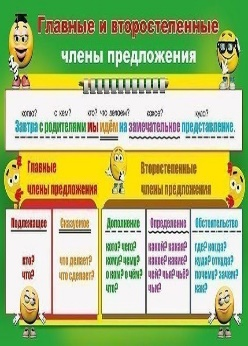 Главные и второстепенные
члены предложения
когда? с кем? кто? что делаем? какое? куда?
Завтра с родителями мы идём на замечательное представление.
Главные
члены предложения
Второстепенные
члены предложения
Подлежащее Сказуемое Дополнение Определение Обстоятельство
кто?
что?
что делает?
что сделает?
кого? чего?
кому? чему?
о ком? о чём?
что?
какой? какая?
какое? какие?
чей? чья? чьё?
чьи?
где? когда?
куда? откуда?
почему? зачем?
как?